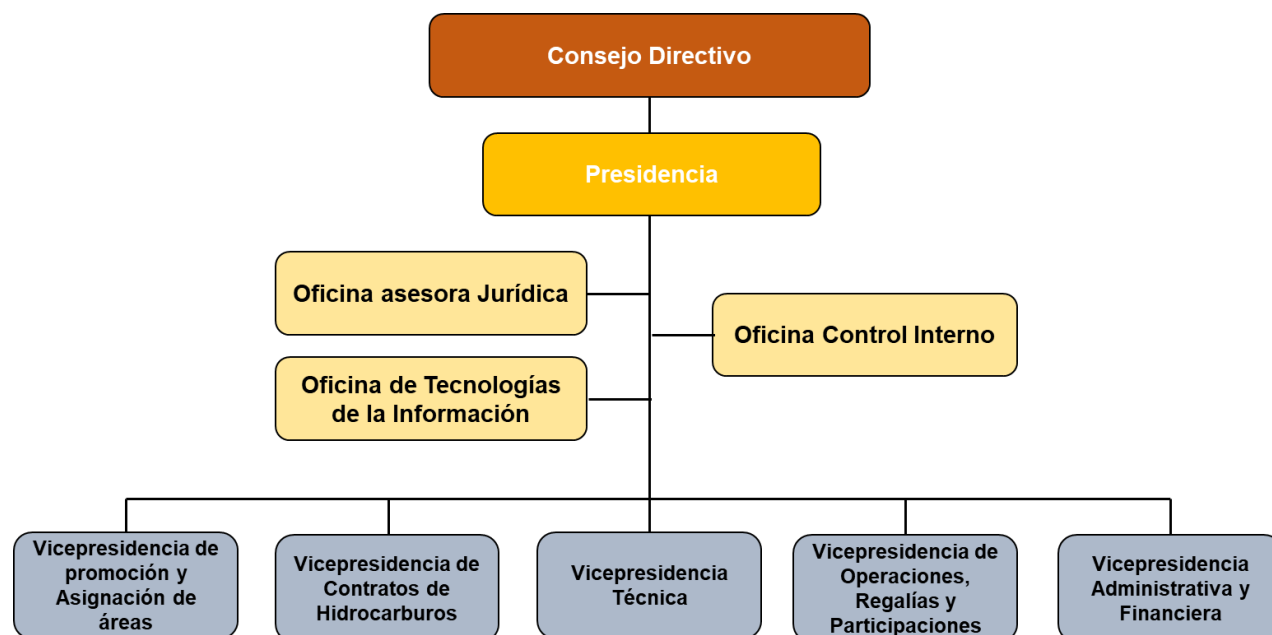 Consejo Directivo
Presidencia
Oficina asesora Jurídica
Oficina Control Interno
Oficina de Tecnologías
de la Información
Vicepresidencia de
promoción y
Asignación de
áreas
Vicepresidencia de
Contratos de
Hidrocarburos
Vicepresidencia
Técnica
Vicepresidencia de
Operaciones,
Regalías y
Participaciones
Vicepresidencia
Administrativa y
Financiera